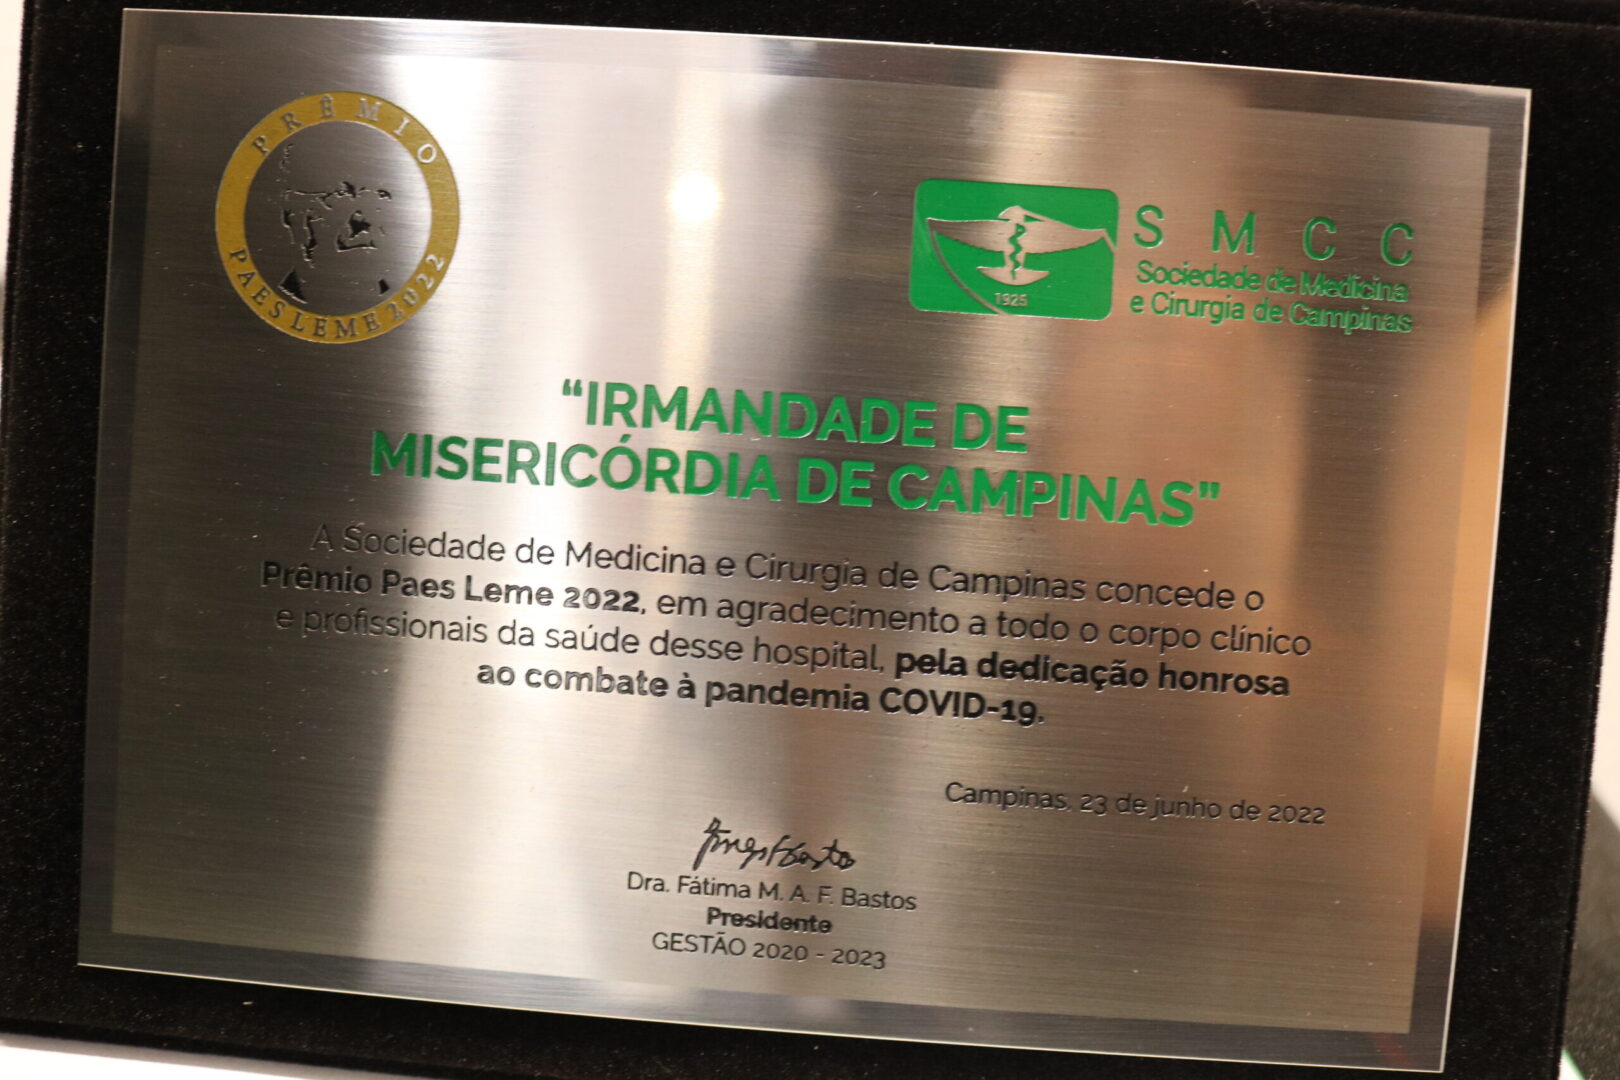 PRÊMIO
PAES LEME 2022
S M C C
Sociedade de Medicina
e Cirurgia de Campinas
1925
“IRMANDADE DE
MISERICÓRDIA DE CAMPINAS”
A Sociedade de Medicina e Cirurgia de Campinas concede o
Prêmio Paes Leme 2022, em agradecimento a todo o corpo clínico
e profissionais da saúde desse hospital, pela dedicação honrosa
ao combate à pandemia COVID-19.
Campinas, 23 de junho de 2022
Dra. Fátima M. A. F. Bastos
Presidente
GESTÃO 2020 - 2023